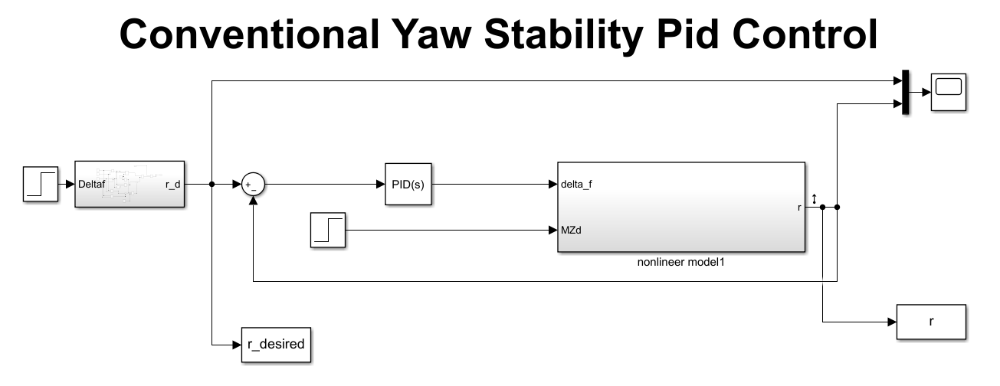 Conventional Yaw Stability Pid Control
Deltaf
r_d
+
_
PID(s)
delta_f
MZd
r
nonlineer model1
r
r_desired